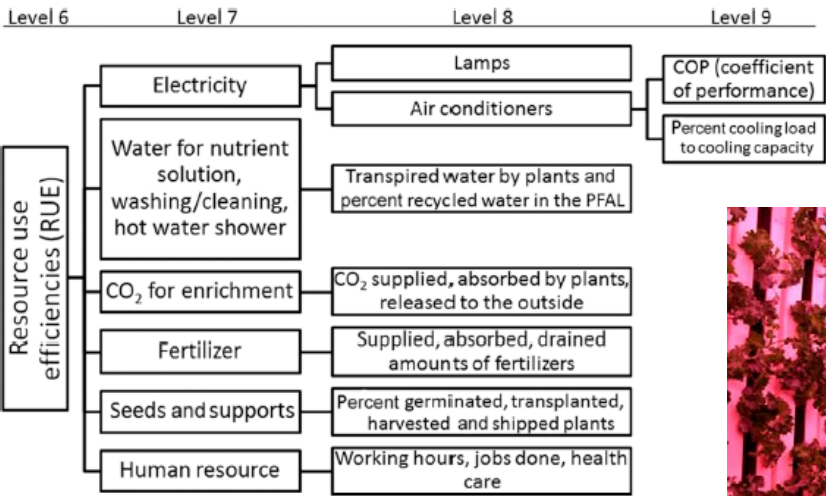 Level 6
Level 7
Level 8
Level 9
Resource use
efficiencies (RUE)
Electricity
Lamps
Air conditioners
COP (coefficient
of performance)
Percent cooling load
to cooling capacity
Water for nutrient
solution,
washing/cleaning,
hot water shower
Transpired water by plants and
percent recycled water in the PFAL
CO₂ for enrichment
CO₂ supplied, absorbed by plants,
released to the outside
Fertilizer
Supplied, absorbed, drained
amounts of fertilizers
Seeds and supports
Percent germinated, transplanted,
harvested and shipped plants
Human resource
Working hours, jobs done, health
care